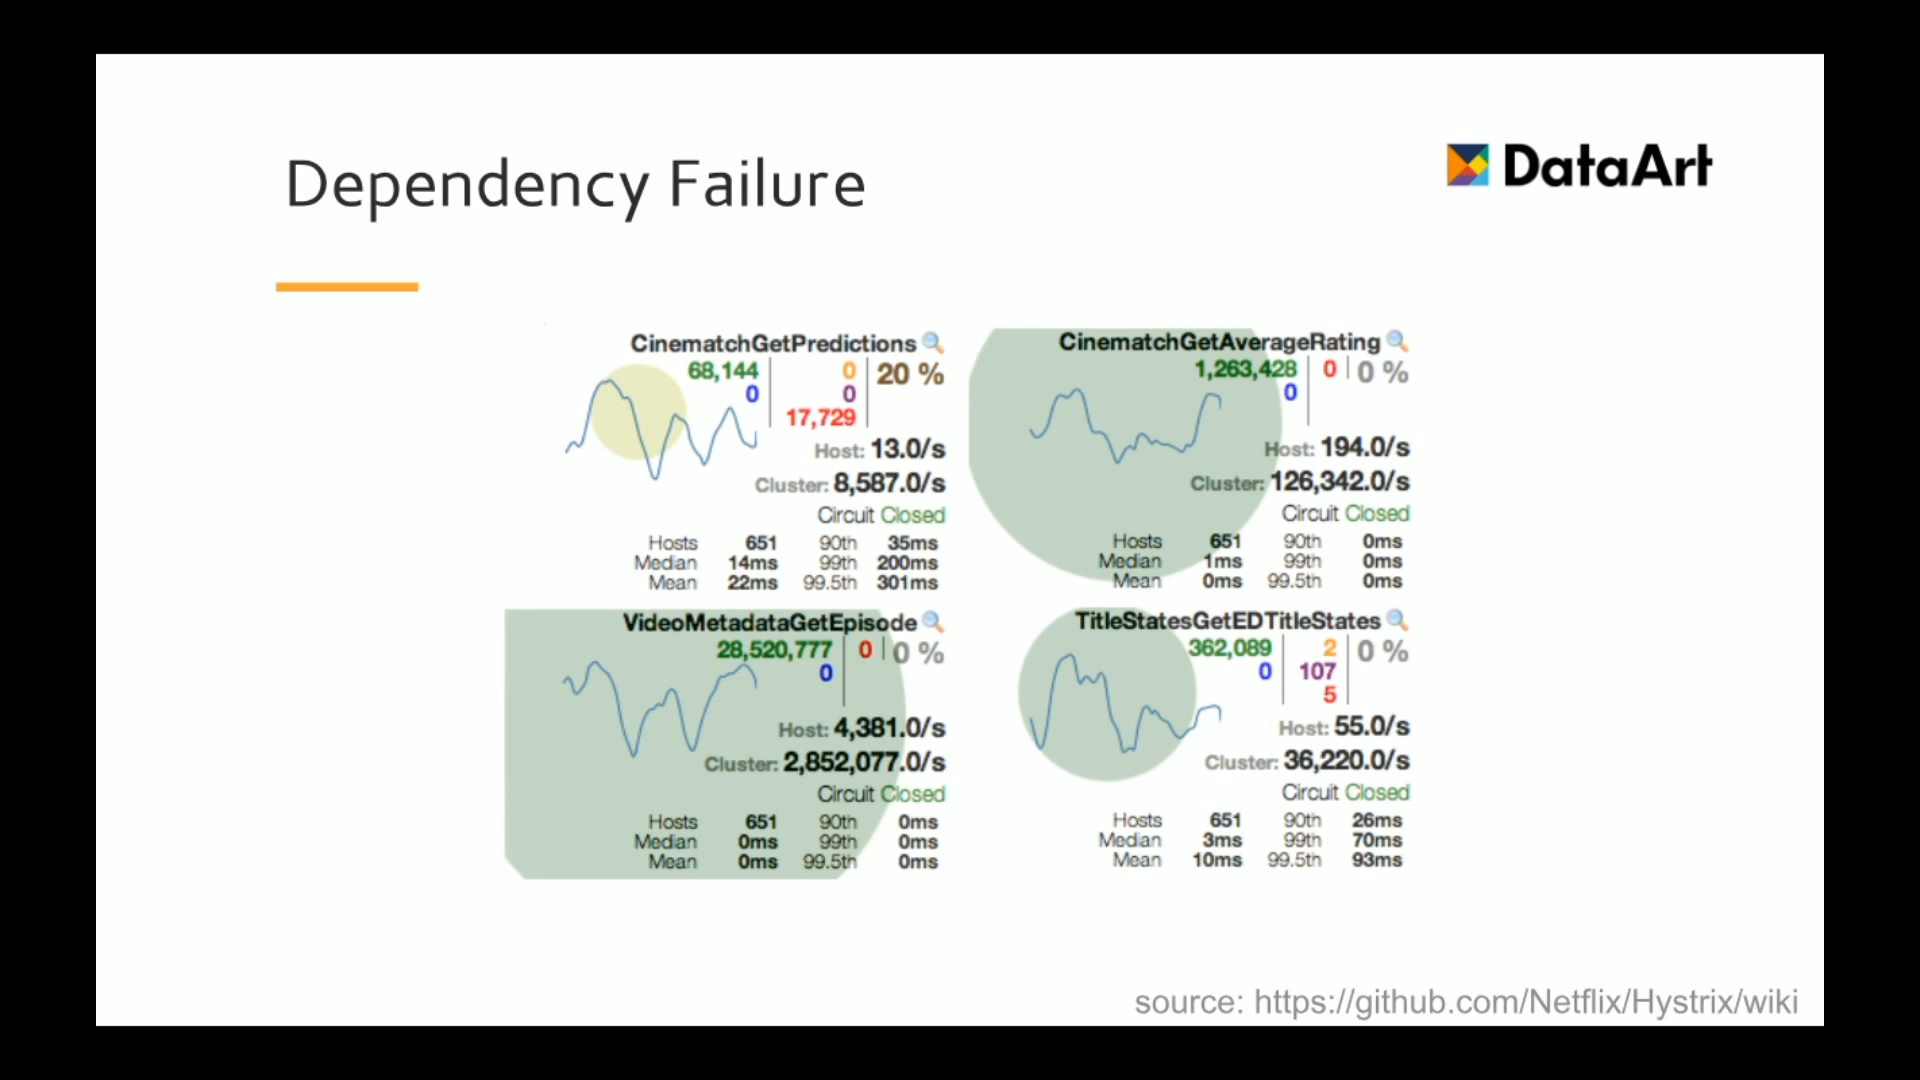 Dependency Failure
DataArt
CinematchGetPredictions
68,144 0 20 %
0 0
17,729
Host: 13.0/s
Cluster: 8,587.0/s
Circuit Closed
Hosts 651 90th 35ms
Median 14ms 99th 200ms
Mean 22ms 99.5th 301ms
CinematchGetAverageRating
1,263,428 0 0 %
0
Host: 194.0/s
Cluster: 126,342.0/s
Circuit Closed
Hosts 651 90th 0ms
Median 1ms 99th 0ms
Mean 0ms 99.5th 0ms
VideoMetadataGetEpisode
28,520,777 0 0 %
0
Host: 4,381.0/s
Cluster: 2,852,077.0/s
Circuit Closed
Hosts 651 90th 0ms
Median 0ms 99th 0ms
Mean 0ms 99.5th 0ms
TitleStatesGetEDTitleStates
362,089 2 0 %
0 107
5
Host: 55.0/s
Cluster: 36,220.0/s
Circuit Closed
Hosts 651 90th 26ms
Median 3ms 99th 70ms
Mean 10ms 99.5th 93ms
source: https://github.com/Netflix/Hystrix/wiki